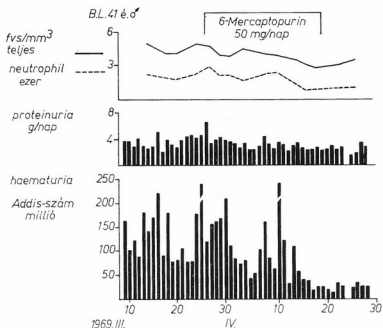 B.L. 41 é.♂
6-Mercaptopurin
50 mg/nap
fvs/mm³
teljes
neutrophil
ezer
6
3
proteinuria
g/nap
8
4
haematuria
Addis-szám
millió
250
200
150
100
50
10 20 30 10 20 30
1969. III. IV.